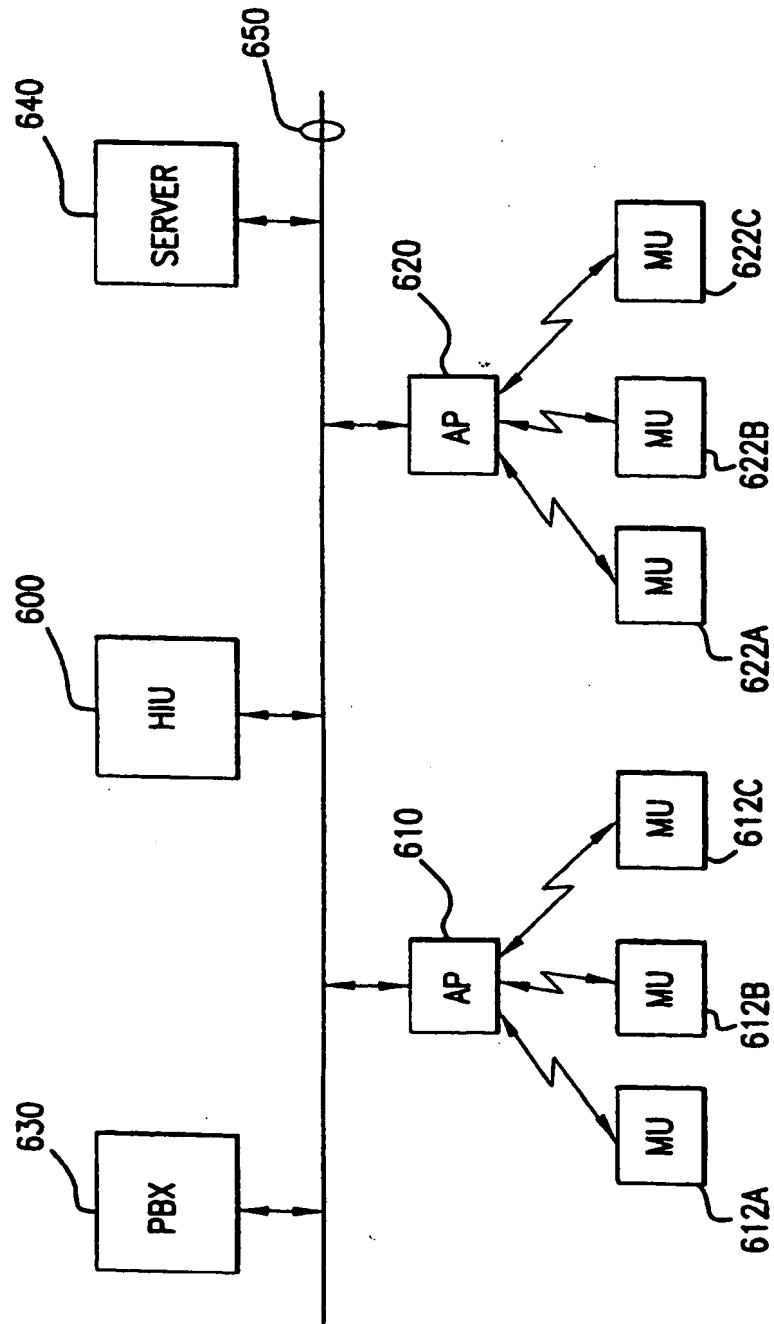 630
PBX
600
HIU
640
SERVER
650
610
AP
620
AP
MU
612A
MU
612B
MU
612C
MU
622A
MU
622B
MU
622C